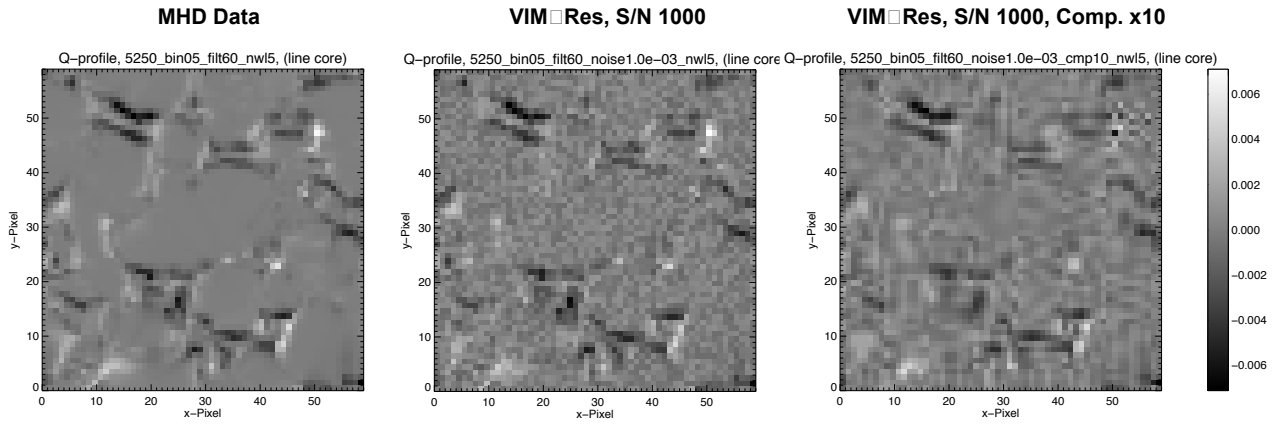 MHD Data
VIM□Res, S/N 1000
VIM□Res, S/N 1000, Comp. x10
Q−profile, 5250_bin05_filt60_nwl5, (line core)
Q−profile, 5250_bin05_filt60_noise1.0e−03_nwl5, (line core
Q−profile, 5250_bin05_filt60_noise1.0e−03_cmp10_nwl5, (line core)
y−Pixel
0
10
20
30
40
50
0 10 20 30 40 50
x−Pixel
y−Pixel
0
10
20
30
40
50
0 10 20 30 40 50
x−Pixel
y−Pixel
0
10
20
30
40
50
0 10 20 30 40 50
x−Pixel
0.006
0.004
0.002
0.000
−0.002
−0.004
−0.006